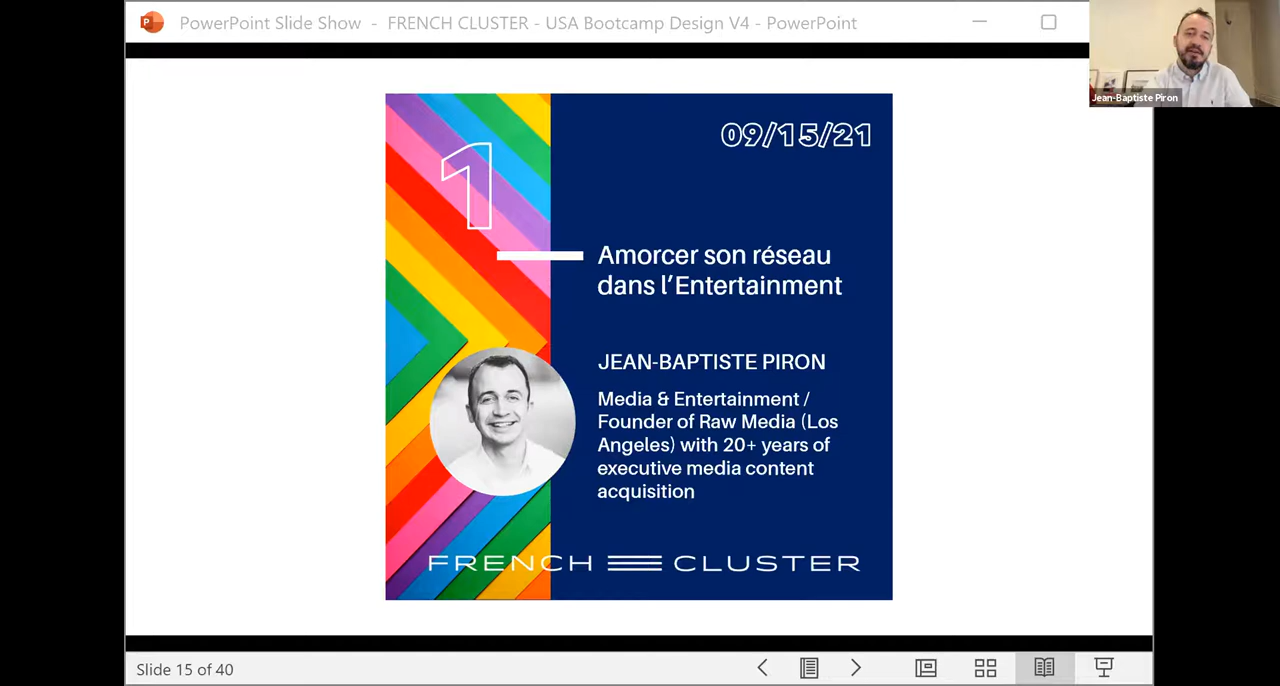 PowerPoint Slide Show - FRENCH CLUSTER - USA Bootcamp Design V4 - PowerPoint
Jean-Baptiste Piron
09/15/21
1
Amorcer son réseau
dans l'Entertainment
JEAN-BAPTISTE PIRON
Media & Entertainment /
Founder of Raw Media (Los
Angeles) with 20+ years of
executive media content
acquisition
FRENCH CLUSTER
Slide 15 of 40